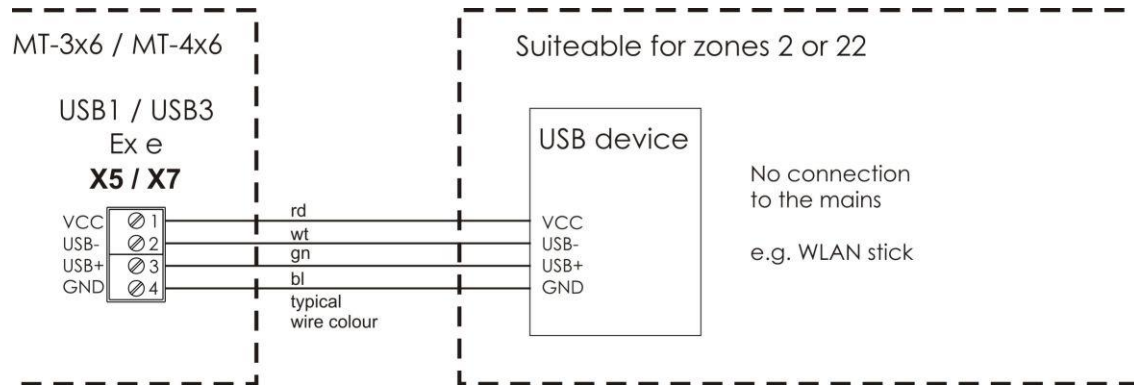 MT-3x6 / MT-4x6
USB1 / USB3
Ex e
X5 / X7
VCC 1
USB- 2
USB+ 3
GND 4
rd
wt
gn
bl
typical
wire colour
Suiteable for zones 2 or 22
USB device
VCC
USB-
USB+
GND
No connection
to the mains
e.g. WLAN stick